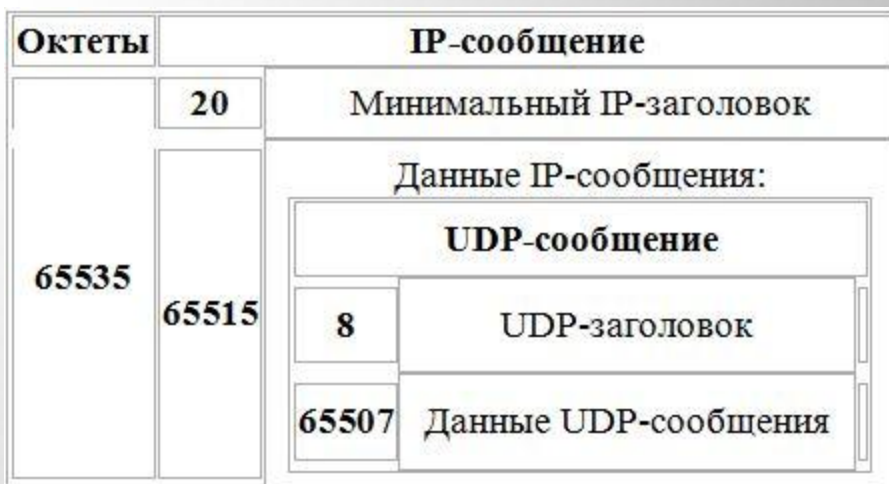 Октеты IP-сообщение
20 Минимальный IP-заголовок
Данные IP-сообщения:
UDP-сообщение
65535 65515 8 UDP-заголовок
65507 Данные UDP-сообщения